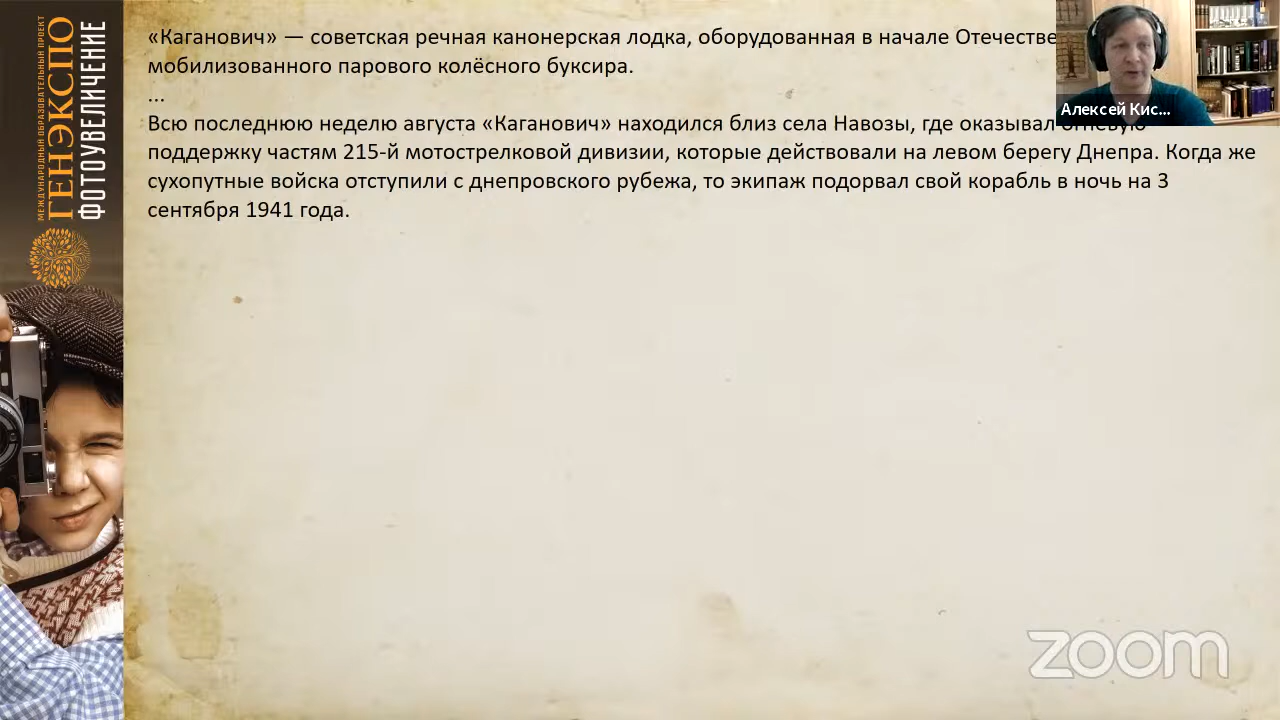 «Каганович» — советская речная канонерская лодка, оборудованная в начале
мобилизованного парового колёсного буксира.
...
Всю последнюю неделю августа «Каганович» находился близ села Навозы, где оказывал огневую
поддержку частям 215-й мотострелковой дивизии, которые действовали на левом берегу Днепра. Когда же
сухопутные войска отступили с днепровского рубежа, то экипаж подорвал свой корабль в ночь на 3
сентября 1941 года.
Алексей Кис...
МЕЖДУНАРОДНЫЙ ОБРАЗОВАТЕЛЬНЫЙ ПРОЕКТ
ГЕНЭКСПО
ФОТОУВЕЛИЧЕНИЕ
zoom